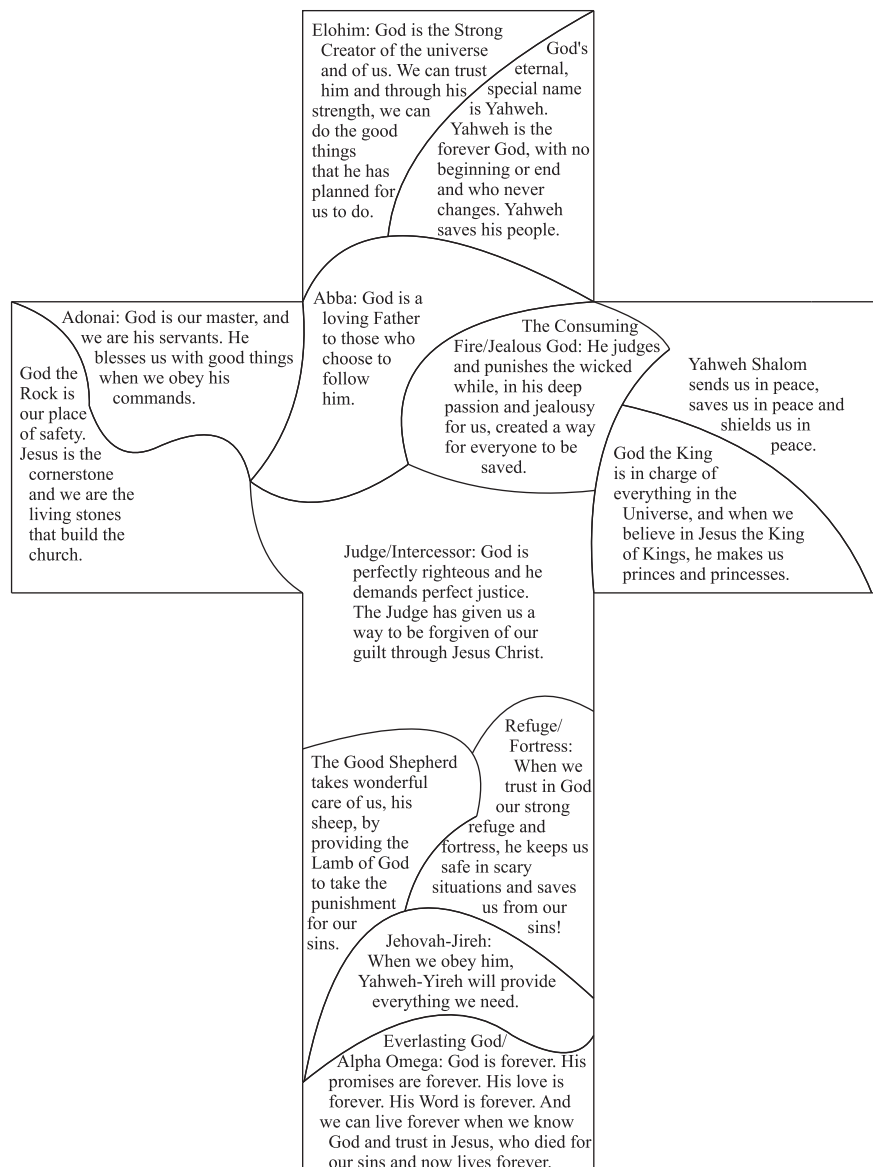 Elohim: God is the Strong
Creator of the universe
and of us. We can trust
him and through his
strength, we can
do the good
things
that he has
planned for
us to do.
God's
eternal,
special name
is Yahweh.
Yahweh is the
forever God, with no
beginning or end
and who never
changes. Yahweh
saves his people.
Adonai: God is our master, and
we are his servants. He
blesses us with good things
when we obey his
commands.
God the
Rock is
our place
of safety.
Jesus is the
cornerstone
and we are the
living stones
that build the
church.
Abba: God is a
loving Father
to those who
choose to
follow
him.
The Consuming
Fire/Jealous God: He judges
and punishes the wicked
while, in his deep
passion and jealousy
for us, created a way
for everyone to be
saved.
Yahweh Shalom
sends us in peace,
saves us in peace and
shields us in
peace.
God the King
is in charge of
everything in the
Universe, and when we
believe in Jesus the King
of Kings, he makes us
princes and princesses.
Judge/Intercessor: God is
perfectly righteous and he
demands perfect justice.
The Judge has given us a
way to be forgiven of our
guilt through Jesus Christ.
Refuge/
Fortress:
When we
trust in God
our strong
refuge and
fortress, he keeps us
safe in scary
situations and saves
us from our
sins!
The Good Shepherd
takes wonderful
care of us, his
sheep, by
providing the
Lamb of God
to take the
punishment
for our
sins.
Jehovah-Jireh:
When we obey him,
Yahweh-Yireh will provide
everything we need.
Everlasting God/
Alpha Omega: God is forever. His
promises are forever. His love is
forever. His Word is forever. And
we can live forever when we know
God and trust in Jesus, who died for
our sins and now lives forever.